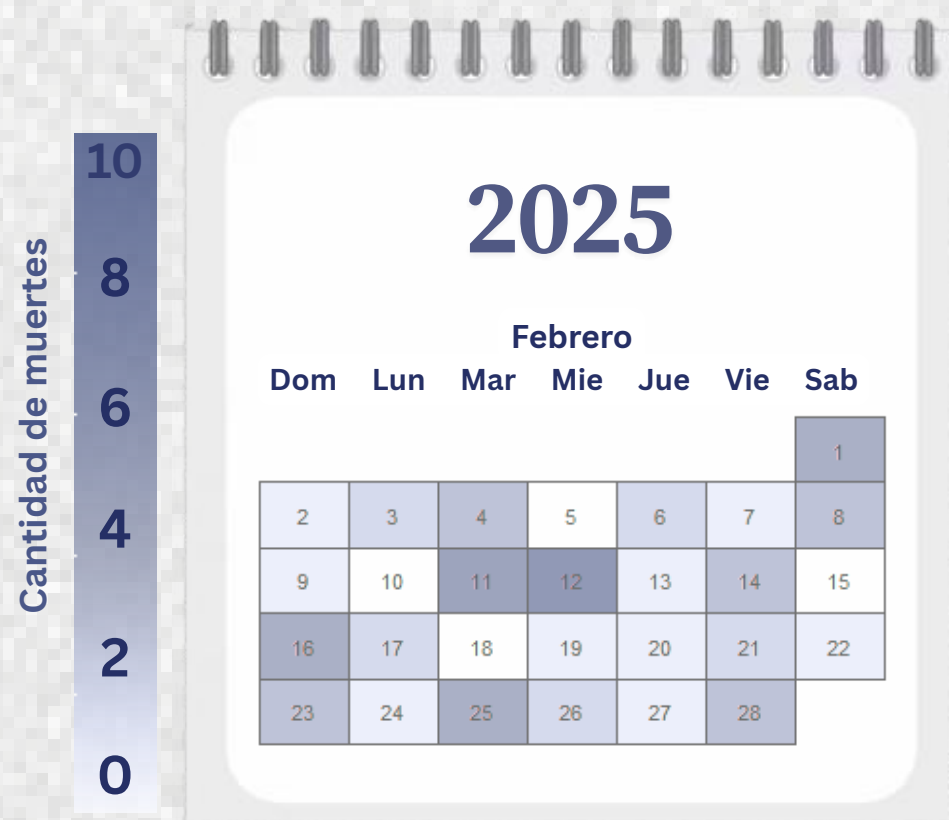 2025
Febrero
Dom Lun Mar Mie Jue Vie Sab
1
2 3 4 5 6 7 8
9 10 11 12 13 14 15
16 17 18 19 20 21 22
23 24 25 26 27 28
Cantidad de muertes
10
8
6
4
2
0